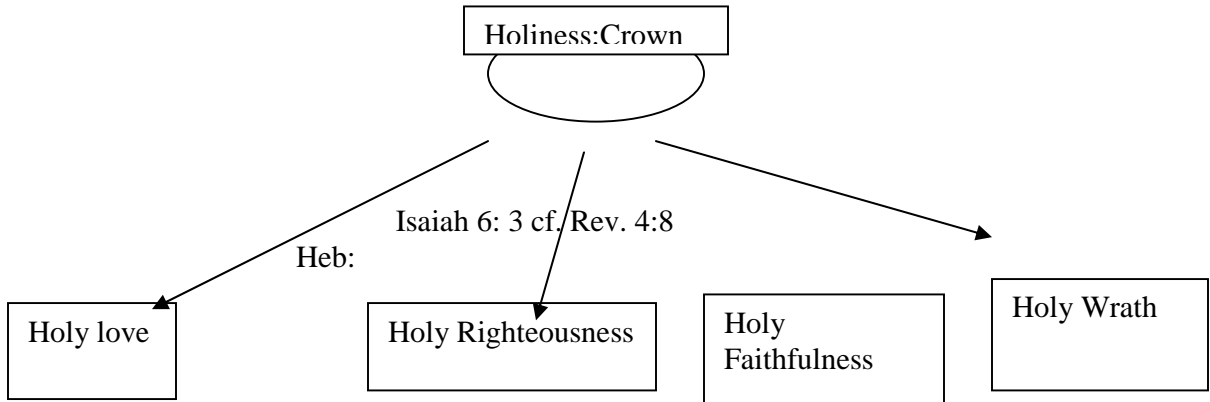 Holiness:Crown
Isaiah 6: 3 cf. Rev. 4:8
Heb:
Holy love
Holy Righteousness
Holy
Faithfulness
Holy Wrath